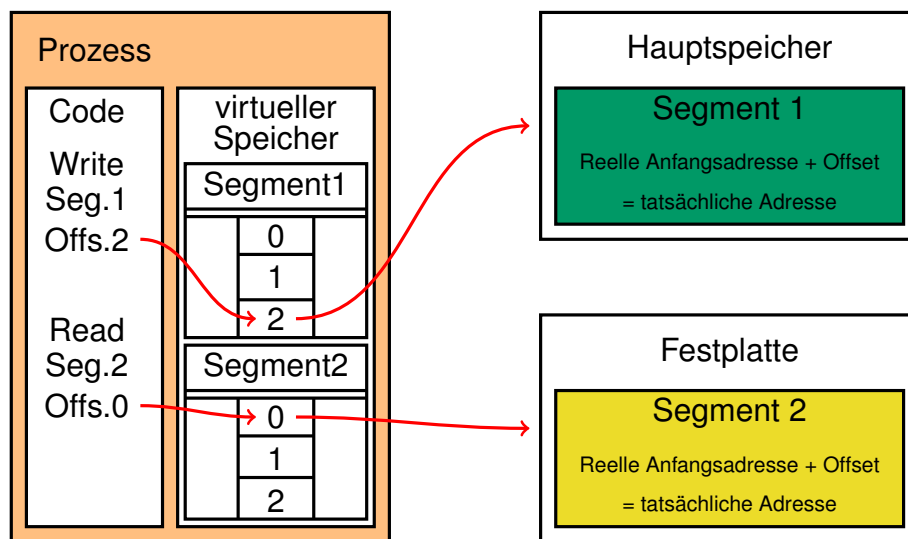 Prozess
Code
Write
Seg.1
Offs.2
Read
Seg.2
Offs.0
virtueller
Speicher
Segment1
0
1
2
Segment2
0
1
2
Hauptspeicher
Segment 1
Reelle Anfangsadresse + Offset
= tatsächliche Adresse
Festplatte
Segment 2
Reelle Anfangsadresse + Offset
= tatsächliche Adresse